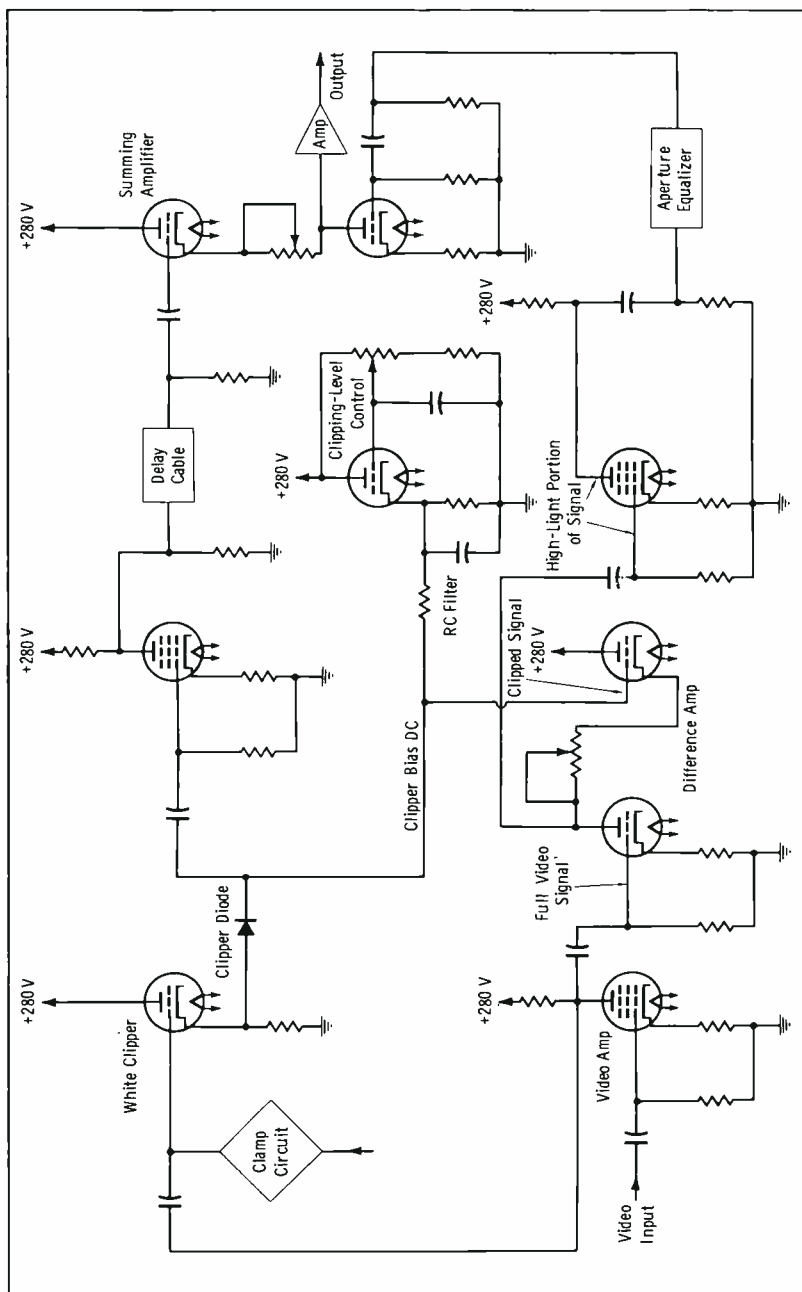 +280 V
White Clipper
Clamp
Circuit
Clipper Diode
+280 V
Delay
Cable
+280 V
Summing
Amplifier
Amp
Output
+280 V
Clipping-Level
Control
RC Filter
Clipper Bias DC
Video
Input
+280 V
Video Amp
Full Video
Signal
Difference Amp
Clipped Signal
+280 V
High-Light Portion
of Signal
+280 V
Aperture
Equalizer